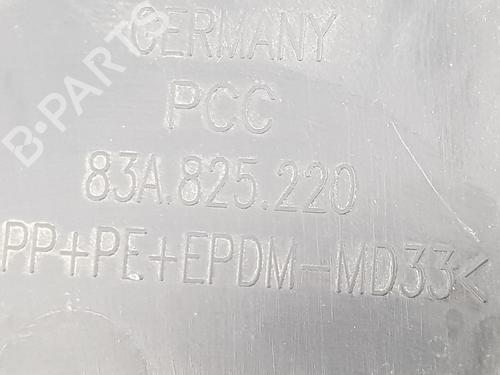 GERMANY
B-PARTS
PCC
83A.825.220
PP+PE+EPDM-MD33<